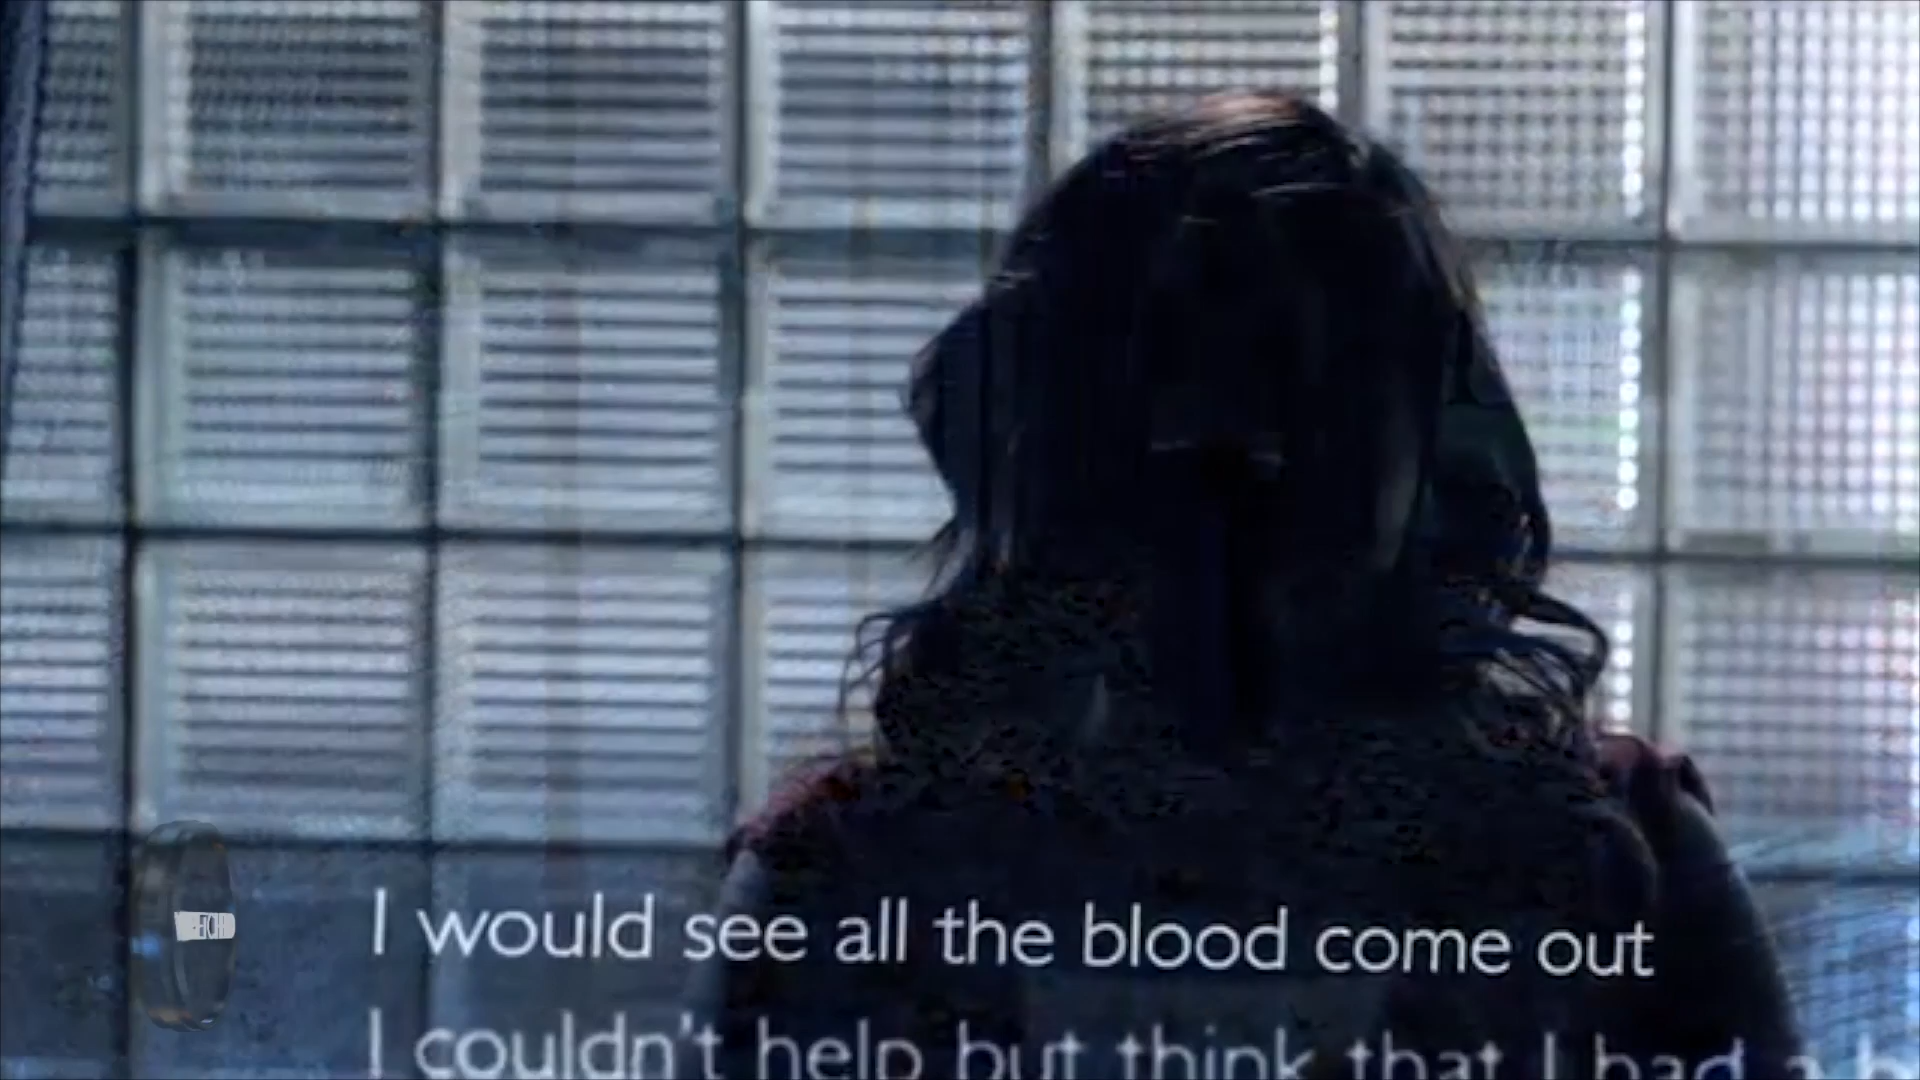 I would see all the blood come out
I couldn't help but think that I had a